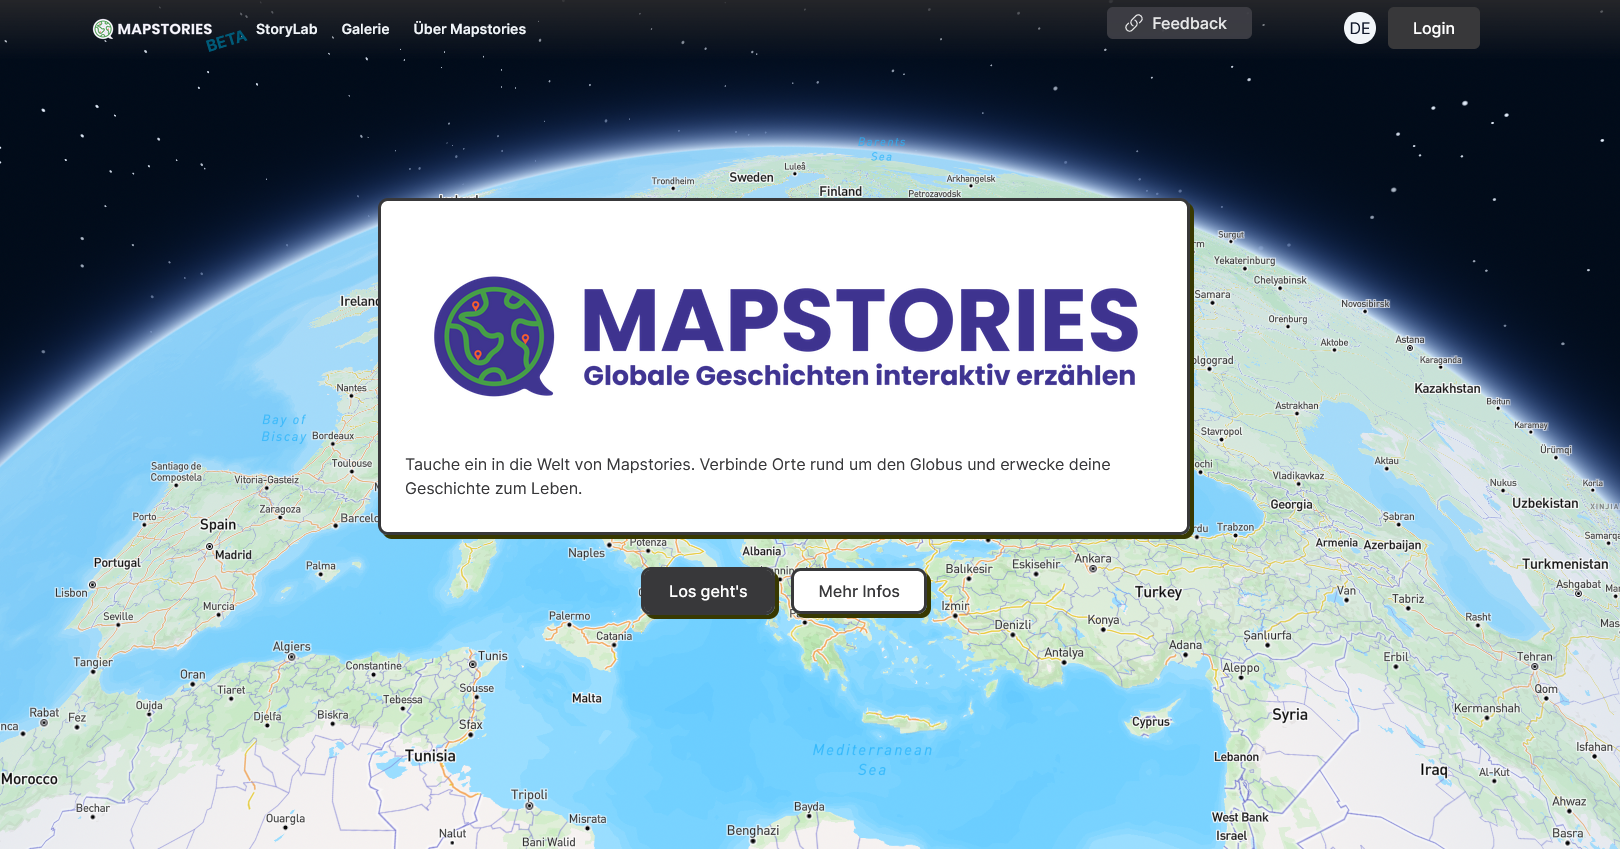 MAPSTORIES
BETA
StoryLab
Galerie
Über Mapstories
Feedback
DE
Login
Barents
Sea
Luleå
Trondheim
Sweden
Arkhangelsk
Finland
Petrozavodsk
MAPSTORIES
Globale Geschichten interaktiv erzählen
Tauche ein in die Welt von Mapstories. Verbinde Orte rund um den Globus und erwecke deine
Geschichte zum Leben.
Los geht's
Mehr Infos
Surgut
Yekaterinburg
Chelyabinsk
Samara
Novosibirsk
Orenburg
Aktobe
Astana
Karaganda
Kazakhstan
Beitun
Karamay
Astrakhan
Stavropol
Ürümqi
Aktau
Vladikavkaz
Nukus
Korla
Georgia
Uzbekistan
XINJIA
Şabran
Trabzon
Armenia
Azerbaijan
Turkmenistan
Ashgabat
Nantes
Bay of
Biscay
Bordeaux
Toulouse
Santiago de
Compostela
Vitoria-Gasteiz
Zaragoza
Porto
Spain
Madrid
Portugal
Palma
Lisbon
Murcia
Seville
Tangier
Algiers
Oran
Constantine
Tunis
Tiaret
Sousse
Tebessa
Oujda
Rabat
Fez
Djelfa
Biskra
Sfax
Tunisia
Morocco
Bechar
Ouargla
Nalut
Tripoli
Misrata
Bani Walid
Benghazi
Bayda
Naples
Potenza
Albania
Palermo
Catania
Malta
Mediterranean
Sea
Balıkesir
Eskisehir
Ankara
Izmir
Turkey
Denizli
Konya
Antalya
Adana
Şanlıurfa
Van
Tabriz
Rasht
Aleppo
Erbil
Tehran
Qom
Kermanshah
Cyprus
Syria
Lebanon
Isfahan
Iraq
Al-Kut
Ahwaz
West Bank
Israel
Basra